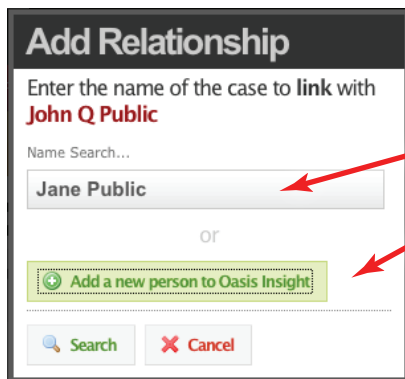 Add Relationship
Enter the name of the case to link with
John Q Public
Name Search...
Jane Public
or
Add a new person to Oasis Insight
Search Cancel